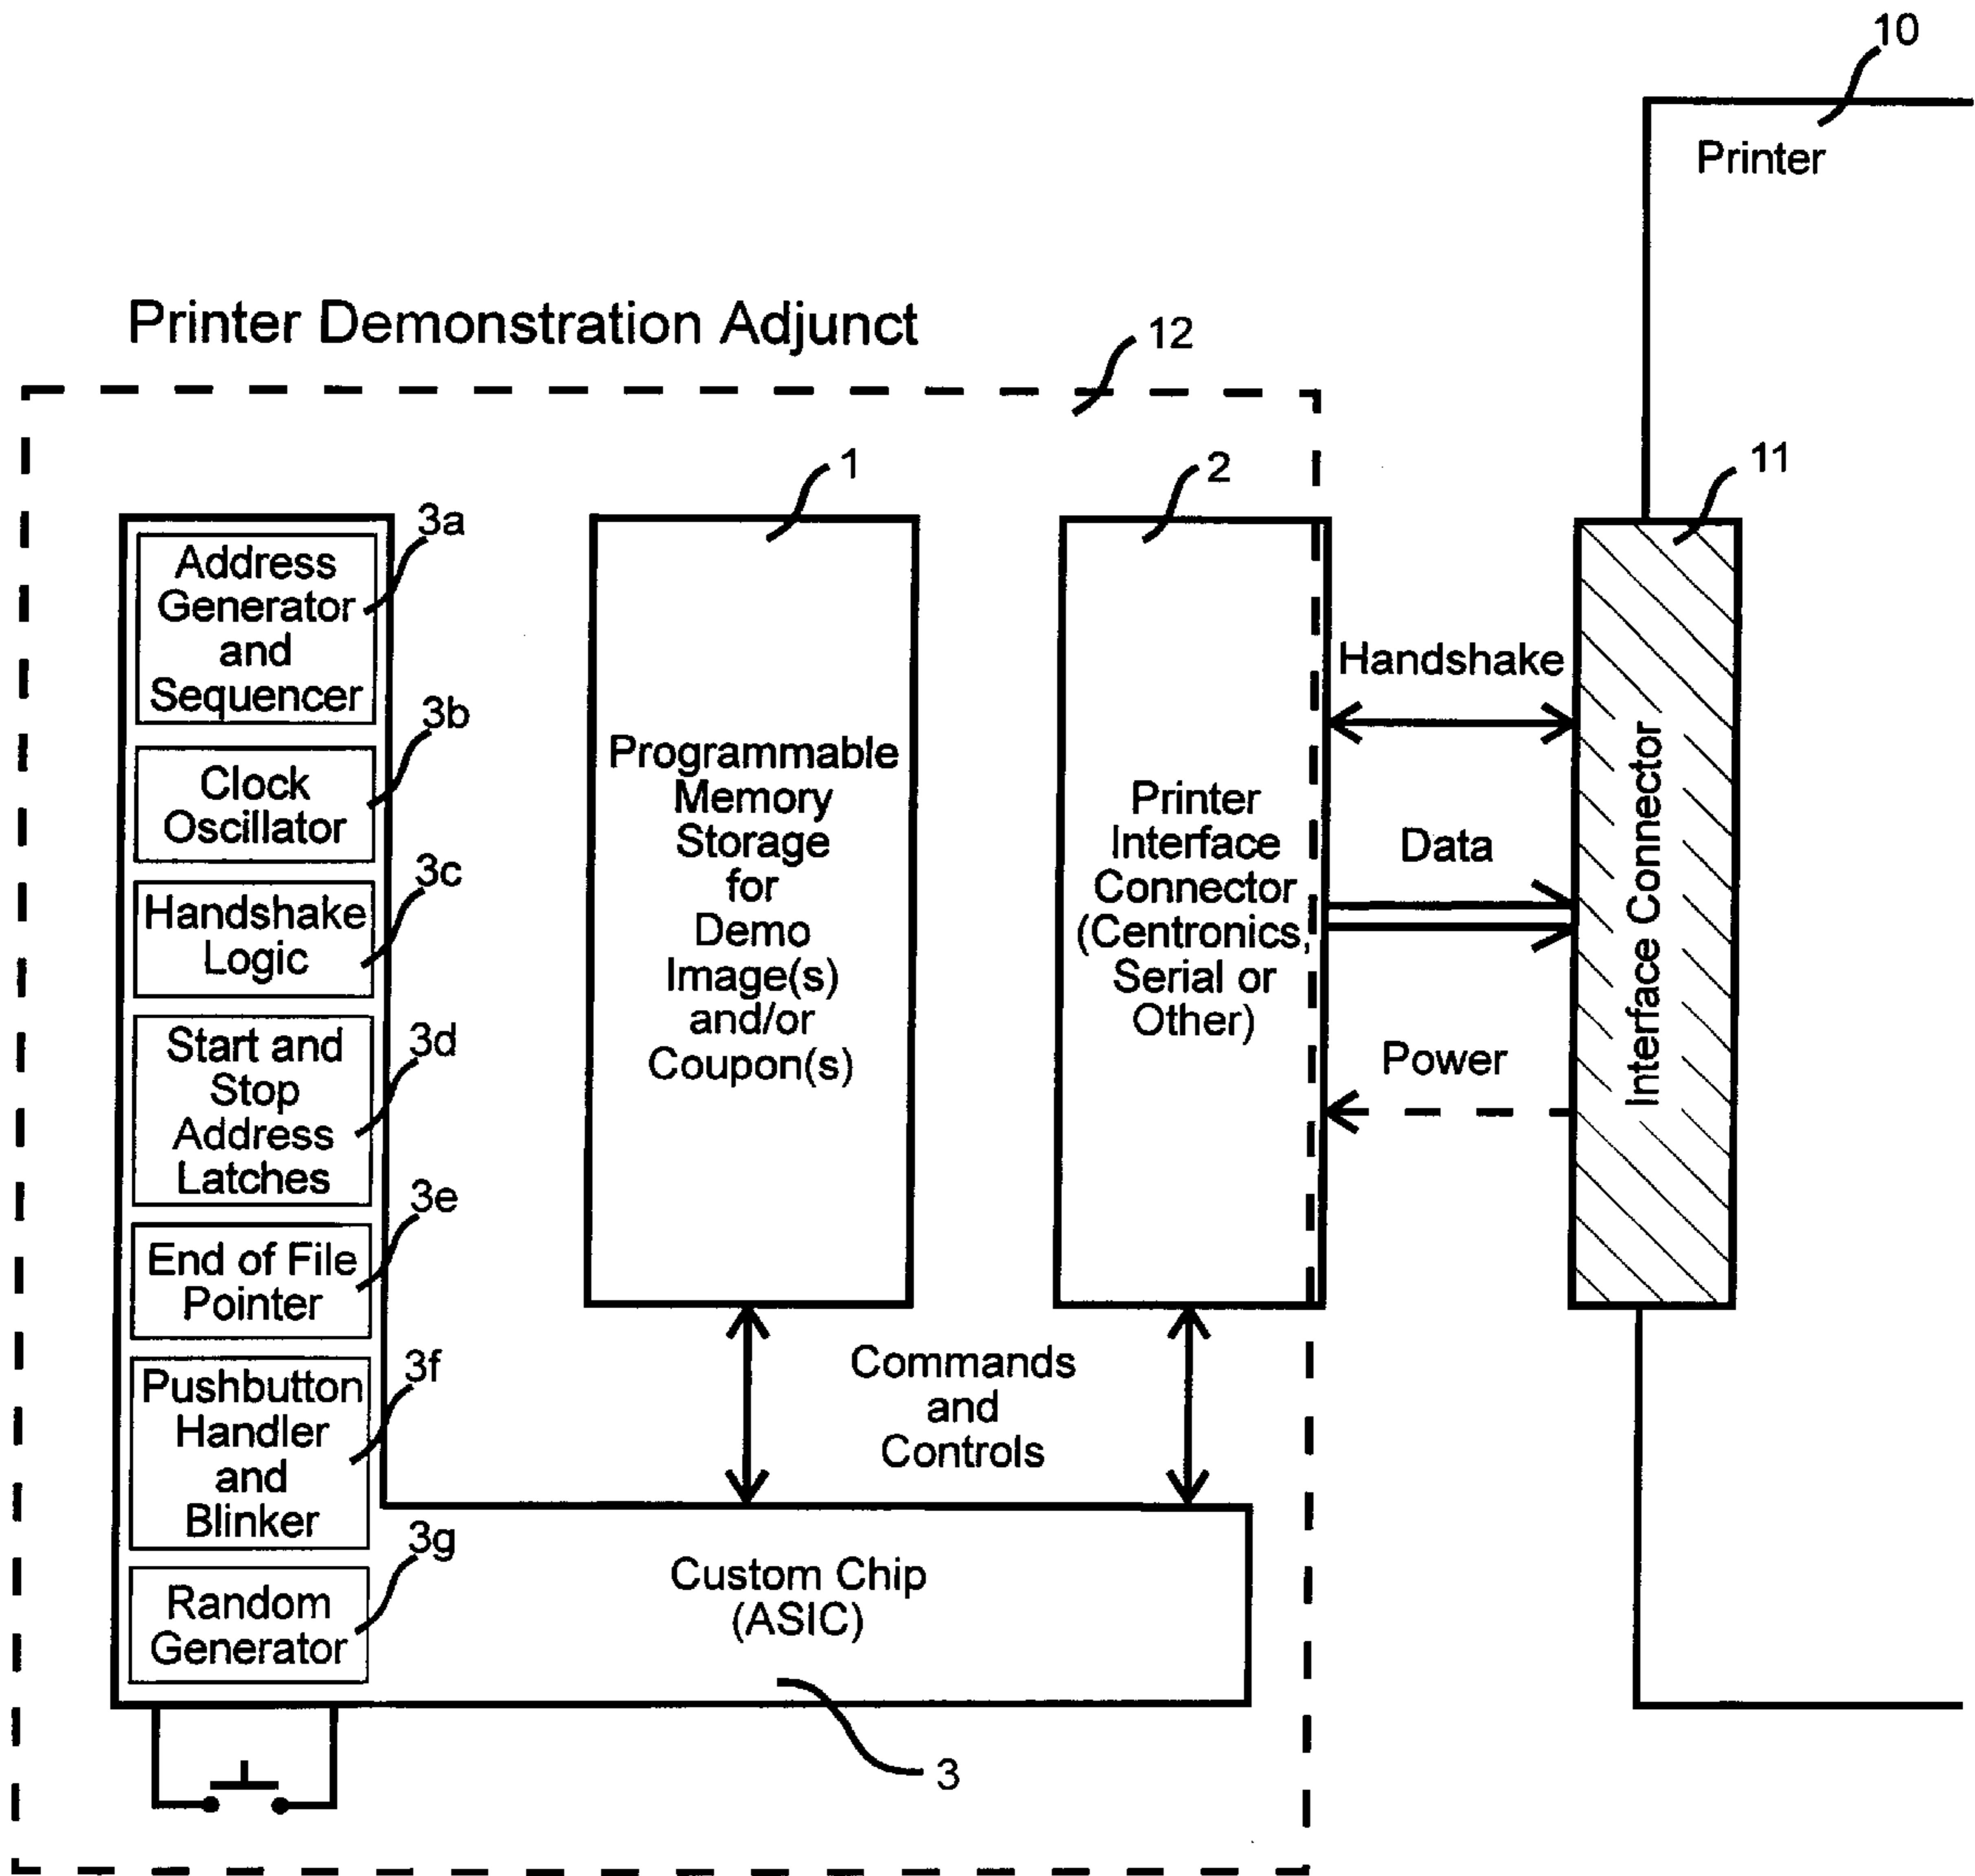 10
Printer
Printer Demonstration Adjunct
12
1
2
11
3a
Address
Generator
and
Sequencer
3b
Clock
Oscillator
3c
Handshake
Logic
3d
Start and
Stop
Address
Latches
3e
End of File
Pointer
3f
Pushbutton
Handler
and
Blinker
3g
Random
Generator
Programmable
Memory
Storage
for
Demo
Image(s)
and/or
Coupon(s)
Printer
Interface
Connector
(Centronics,
Serial or
Other)
Handshake
Data
Power
Interface Connector
Commands
and
Controls
Custom Chip
(ASIC)
3